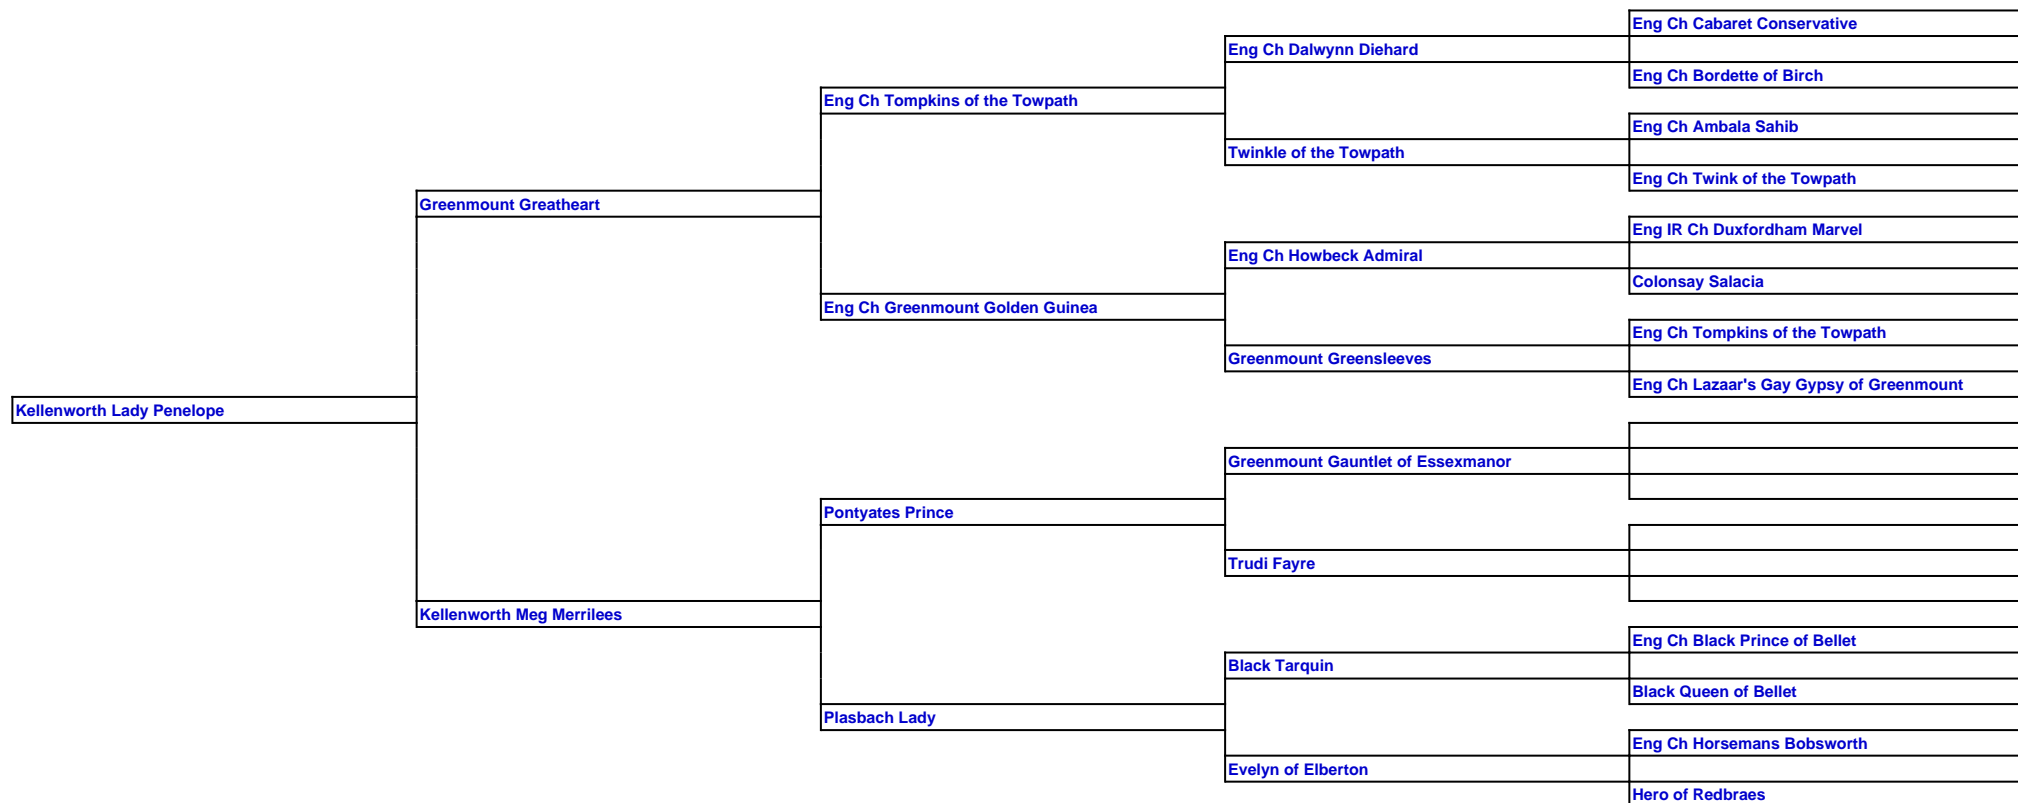 Eng Ch Cabaret Conservative
Eng Ch Dalwynn Diehard
Eng Ch Bordette of Birch
Eng Ch Tompkins of the Towpath
Eng Ch Ambala Sahib
Twinkle of the Towpath
Eng Ch Twink of the Towpath
Greenmount Greatheart
Eng IR Ch Duxfordham Marvel
Eng Ch Howbeck Admiral
Colonsay Salacia
Eng Ch Greenmount Golden Guinea
Eng Ch Tompkins of the Towpath
Greenmount Greensleeves
Eng Ch Lazaar's Gay Gypsy of Greenmount
Kellenworth Lady Penelope
Greenmount Gauntlet of Essexmanor
Pontyates Prince
Trudi Fayre
Kellenworth Meg Merrilees
Eng Ch Black Prince of Bellet
Black Tarquin
Black Queen of Bellet
Plasbach Lady
Eng Ch Horsemans Bobsworth
Evelyn of Elberton
Hero of Redbraes